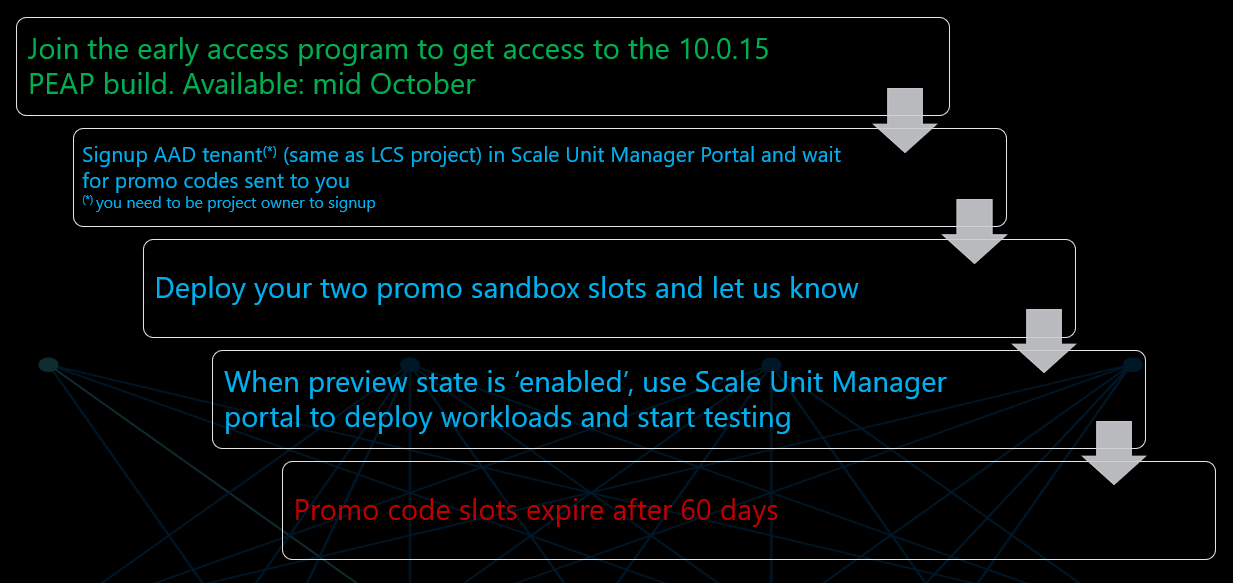 Join the early access program to get access to the 10.0.15
PEAP build. Available: mid October
Signup AAD tenant(*) (same as LCS project) in Scale Unit Manager Portal and wait
for promo codes sent to you
(*) you need to be project owner to signup
Deploy your two promo sandbox slots and let us know
When preview state is ‘enabled’, use Scale Unit Manager
portal to deploy workloads and start testing
Promo code slots expire after 60 days